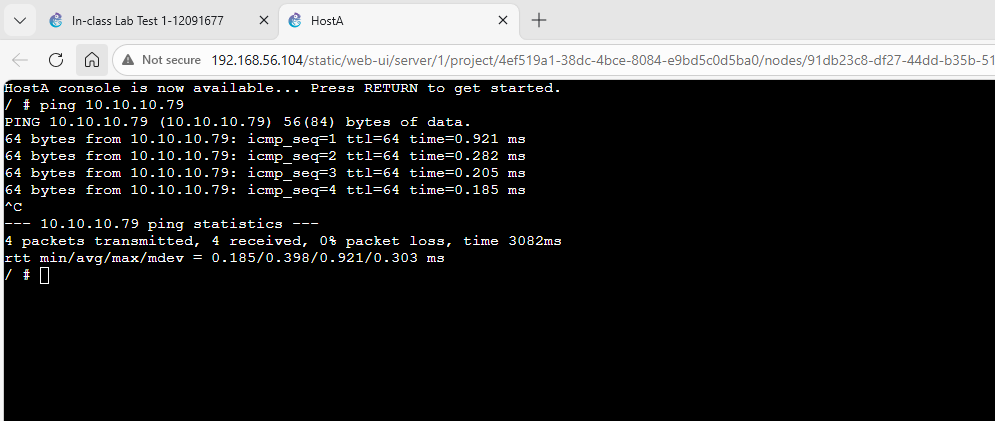 In-class Lab Test 1-12091677
HostA
Not secure 192.168.56.104/static/web-ui/server/1/project/4ef519a1-38dc-4bce-8084-e9bd5c0d5ba0/nodes/91db23c8-df27-44dd-b35b-51
HostA console is now available... Press RETURN to get started.
/ # ping 10.10.10.79
PING 10.10.10.79 (10.10.10.79) 56(84) bytes of data.
64 bytes from 10.10.10.79: icmp_seq=1 ttl=64 time=0.921 ms
64 bytes from 10.10.10.79: icmp_seq=2 ttl=64 time=0.282 ms
64 bytes from 10.10.10.79: icmp_seq=3 ttl=64 time=0.205 ms
64 bytes from 10.10.10.79: icmp_seq=4 ttl=64 time=0.185 ms
^C
--- 10.10.10.79 ping statistics ---
4 packets transmitted, 4 received, 0% packet loss, time 3082ms
rtt min/avg/max/mdev = 0.185/0.398/0.921/0.303 ms
/ #